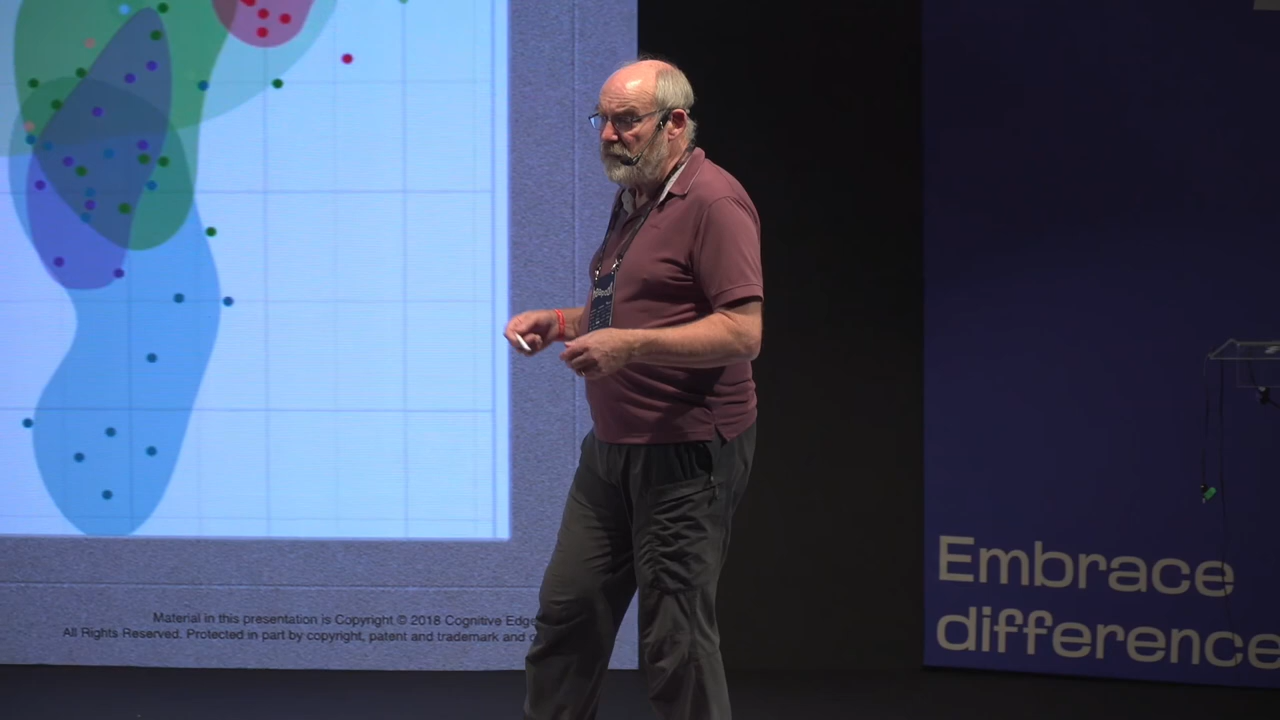 Material in this presentation is Copyright © 2018 Cognitive Edge
All Rights Reserved. Protected in part by copyright, patent and trademark and
Embrace
difference